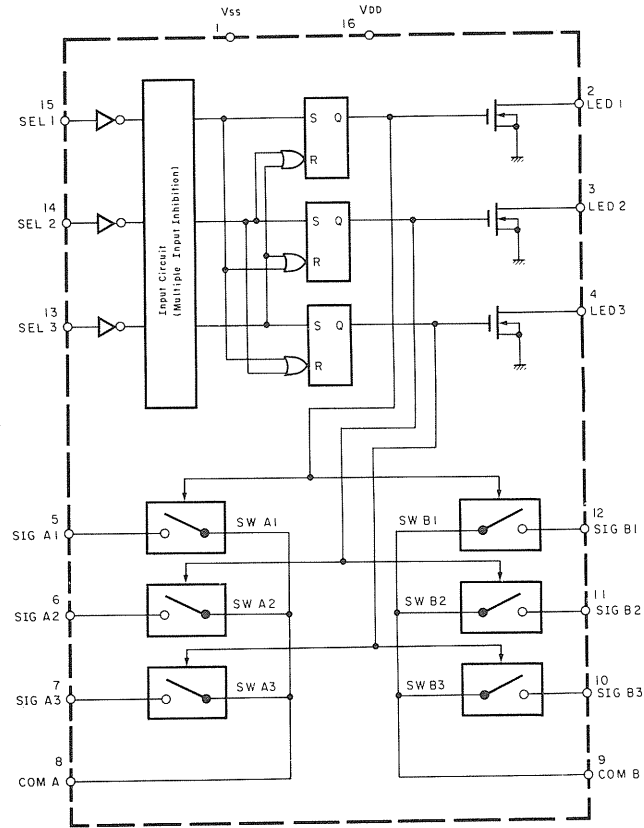 VSS
1
16
VDD
15
SEL 1
14
SEL 2
13
SEL 3
Input Circuit
(Multiple Input Inhibition)
S Q
R
S Q
R
S Q
R
2
LED 1
3
LED 2
4
LED 3
5
SIG A1
SW A1
SW B1
12
SIG B1
6
SIG A2
SW A2
SW B2
11
SIG B2
7
SIG A3
SW A3
SW B3
10
SIG B3
8
COM A
9
COM B